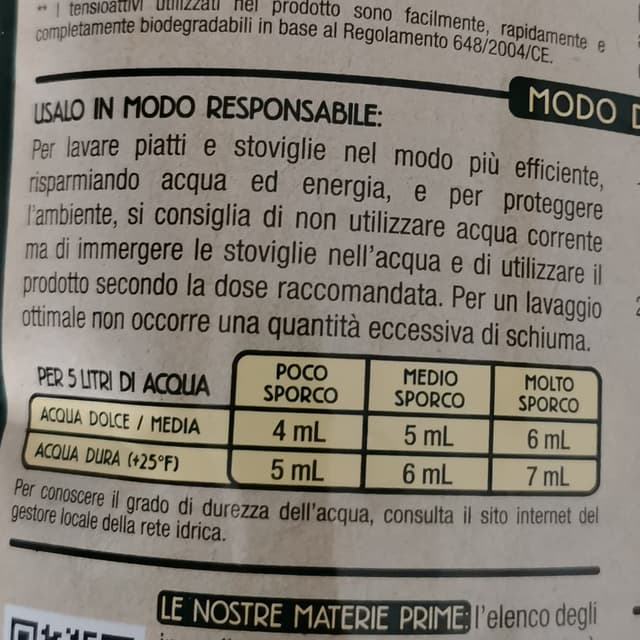 ** I tensioattivi utilizzati nel prodotto sono facilmente, rapidamente e
completamente biodegradabili in base al Regolamento 648/2004/CE.
MODO D
USALO IN MODO RESPONSABILE:
Per lavare piatti e stoviglie nel modo più efficiente,
risparmiando acqua ed energia, e per proteggere
l'ambiente, si consiglia di non utilizzare acqua corrente
ma di immergere le stoviglie nell'acqua e di utilizzare il
prodotto secondo la dose raccomandata. Per un lavaggio
ottimale non occorre una quantità eccessiva di schiuma.
PER 5 LITRI DI ACQUA POCO SPORCO MEDIO SPORCO MOLTO SPORCO
ACQUA DOLCE / MEDIA 4 mL 5 mL 6 mL
ACQUA DURA (+25°F) 5 mL 6 mL 7 mL
Per conoscere il grado di durezza dell'acqua, consulta il sito internet del
gestore locale della rete idrica.
LE NOSTRE MATERIE PRIME: l'elenco degli